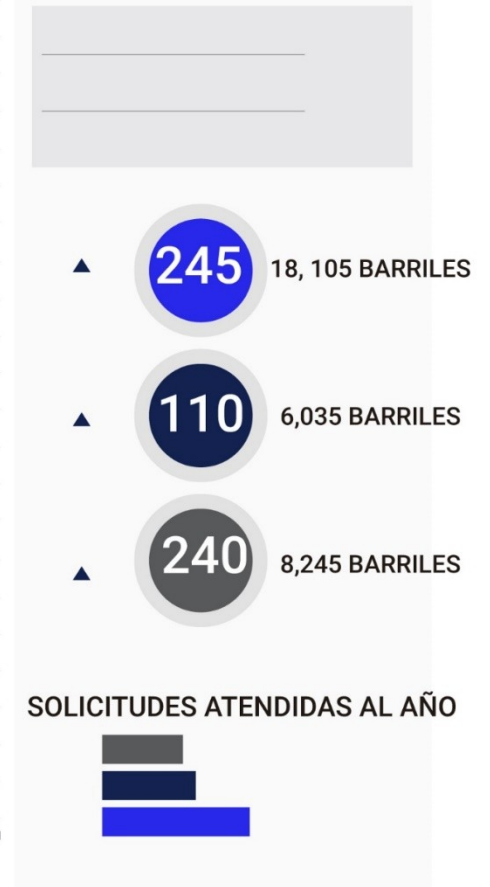 245
18, 105 BARRILES
110
6,035 BARRILES
240
8,245 BARRILES
SOLICITUDES ATENDIDAS AL AÑO